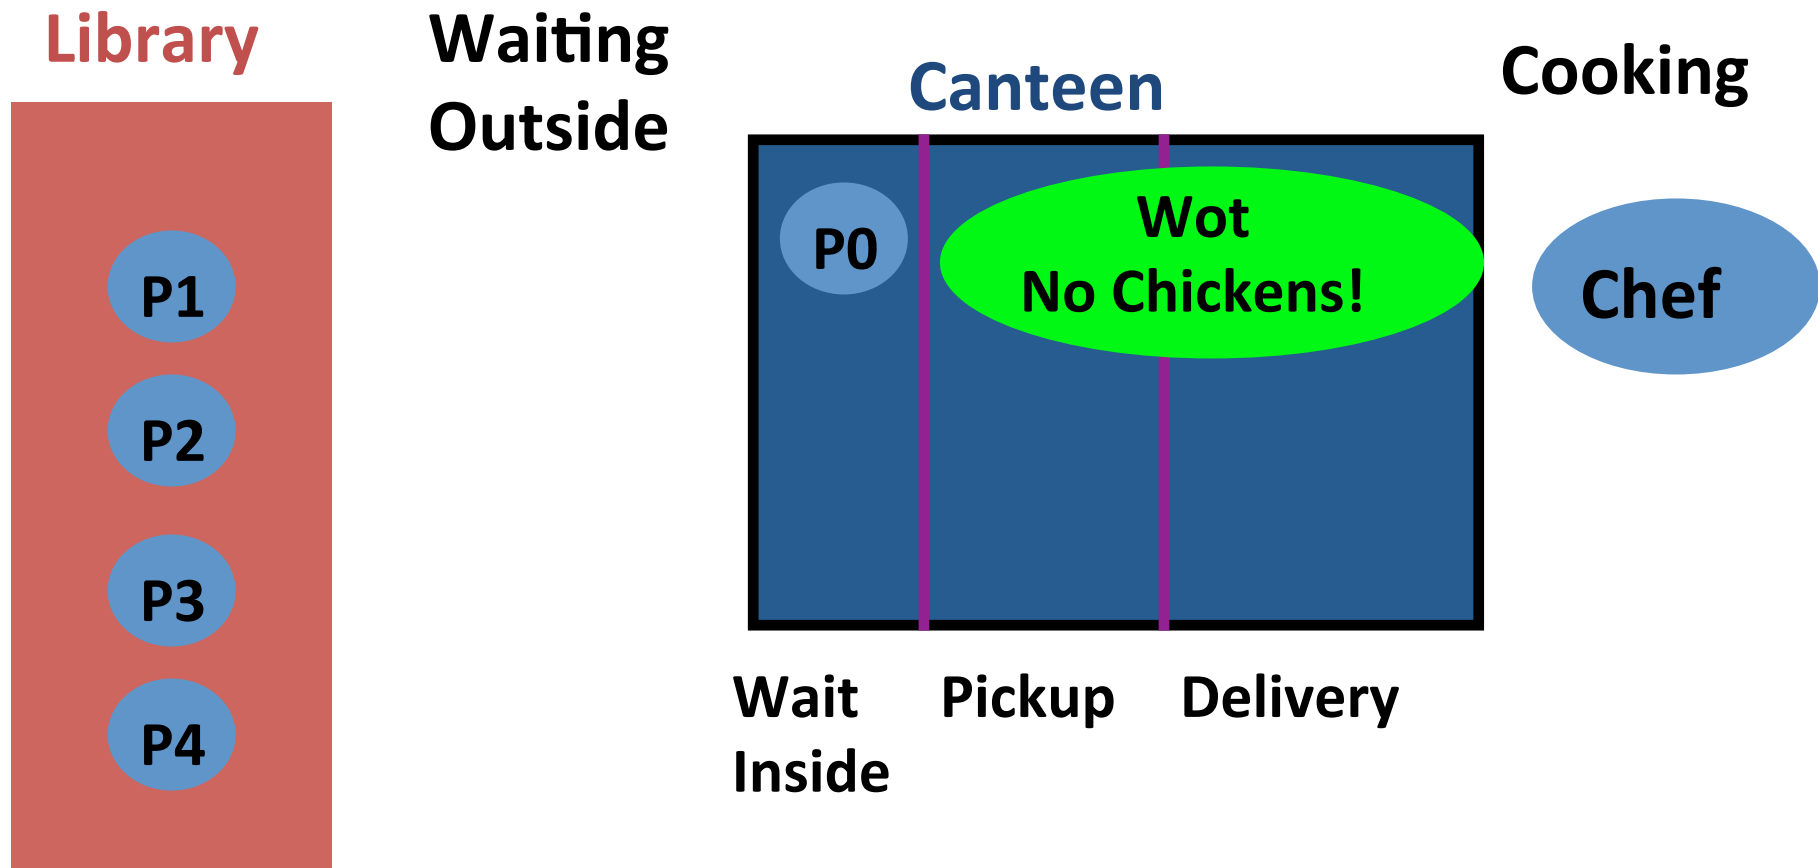 Library
Waiting
Outside
Canteen
Cooking
P0
Wot
No Chickens!
Chef
P1
P2
P3
P4
Wait
Inside
Pickup
Delivery